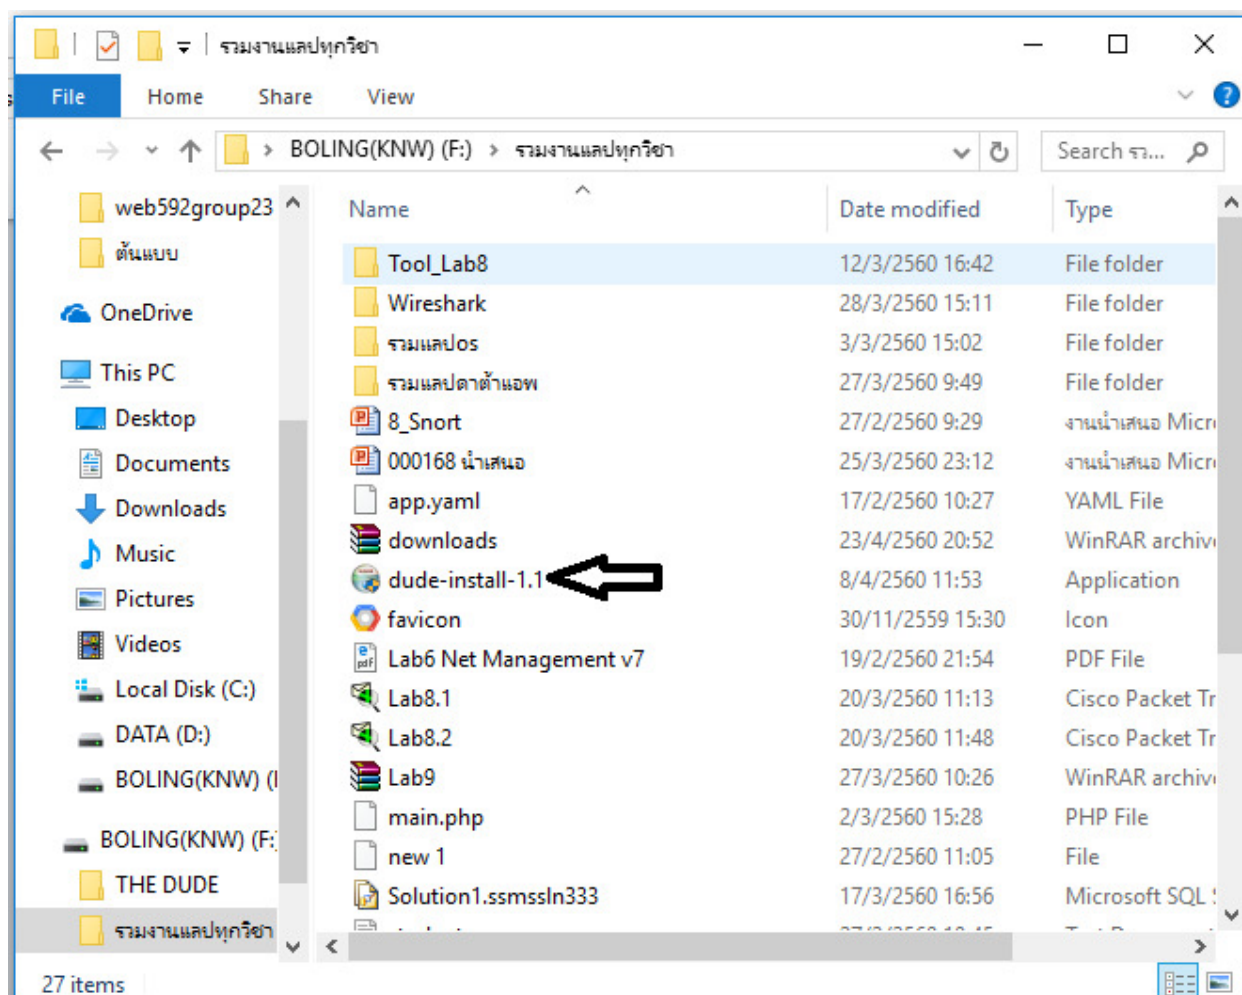 รวมงานแลปทุกวิชา
File Home Share View
BOLING(KNW) (F:) > รวมงานแลปทุกวิชา Search รว...
Name Date modified Type
web592group23
ต้นแบบ
OneDrive
This PC
Desktop
Documents
Downloads
Music
Pictures
Videos
Local Disk (C:)
DATA (D:)
BOLING(KNW) (
BOLING(KNW) (F:
THE DUDE
รวมงานแลปทุกวิชา
Tool_Lab8 12/3/2560 16:42 File folder
Wireshark 28/3/2560 15:11 File folder
รวมแลปos 3/3/2560 15:02 File folder
รวมแลปดาต้าแอพ 27/3/2560 9:49 File folder
8_Snort 27/2/2560 9:29 งานนำเสนอ Micr
000168 นำเสนอ 25/3/2560 23:12 งานนำเสนอ Micr
app.yaml 17/2/2560 10:27 YAML File
downloads 23/4/2560 20:52 WinRAR archiv
dude-install-1.1 8/4/2560 11:53 Application
favicon 30/11/2559 15:30 Icon
Lab6 Net Management v7 19/2/2560 21:54 PDF File
Lab8.1 20/3/2560 11:13 Cisco Packet Tr
Lab8.2 20/3/2560 11:48 Cisco Packet Tr
Lab9 27/3/2560 10:26 WinRAR archiv
main.php 2/3/2560 15:28 PHP File
new 1 27/2/2560 11:05 File
Solution1.ssmssln333 17/3/2560 16:56 Microsoft SQL
27 items